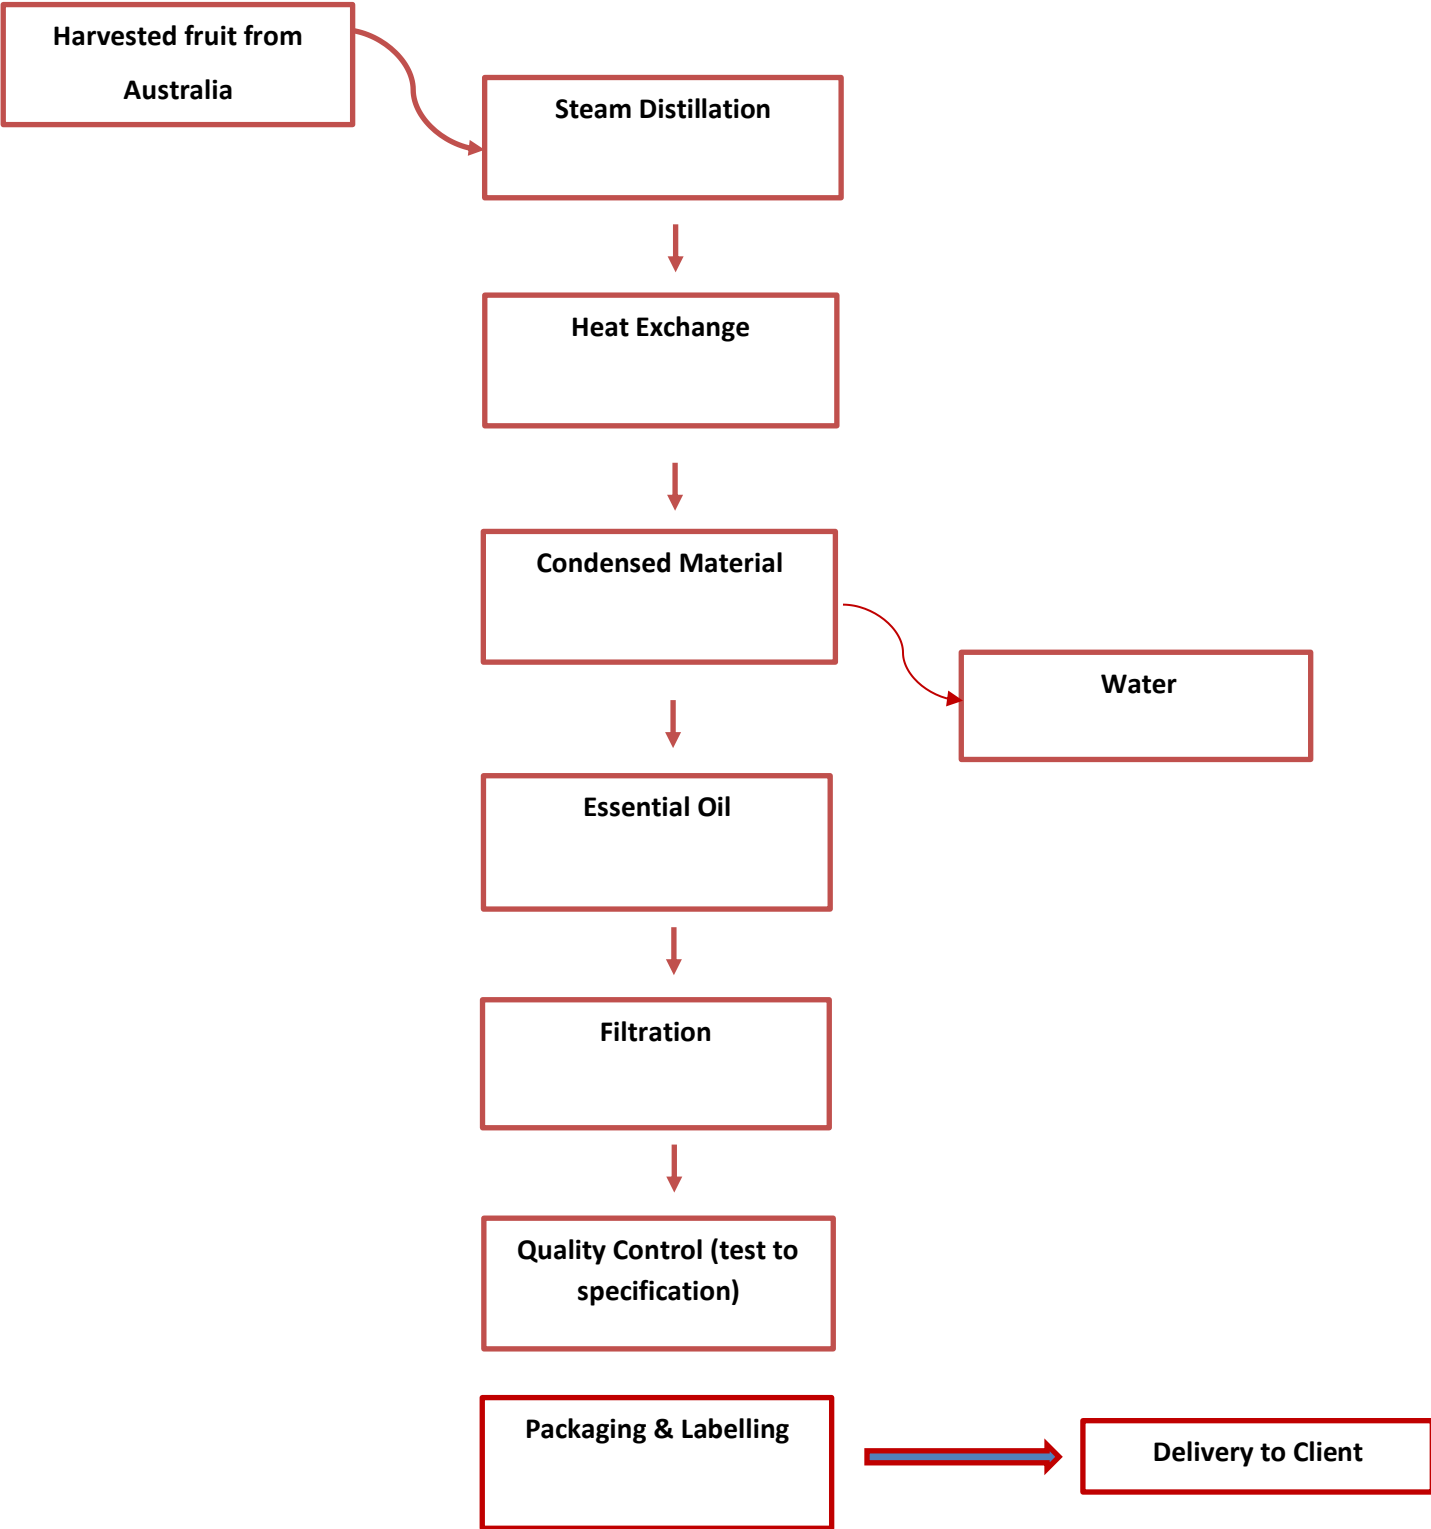 Harvested fruit from
Australia
Steam Distillation
Heat Exchange
Condensed Material
Water
Essential Oil
Filtration
Quality Control (test to
specification)
Packaging & Labelling
Delivery to Client